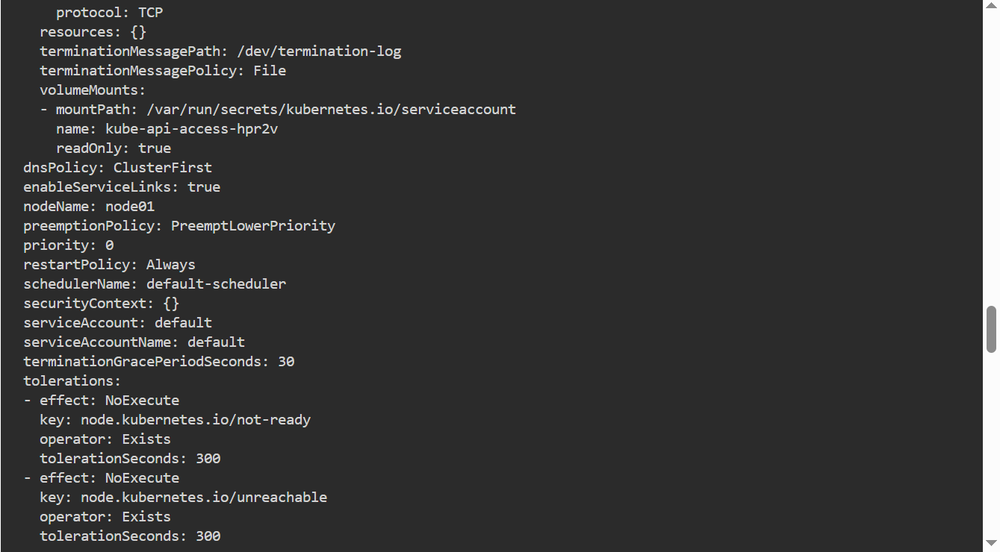 protocol: TCP
  resources: {}
  terminationMessagePath: /dev/termination-log
  terminationMessagePolicy: File
  volumeMounts:
  - mountPath: /var/run/secrets/kubernetes.io/serviceaccount
    name: kube-api-access-hpr2v
    readOnly: true
dnsPolicy: ClusterFirst
enableServiceLinks: true
nodeName: node01
preemptionPolicy: PreemptLowerPriority
priority: 0
restartPolicy: Always
schedulerName: default-scheduler
securityContext: {}
serviceAccount: default
serviceAccountName: default
terminationGracePeriodSeconds: 30
tolerations:
- effect: NoExecute
  key: node.kubernetes.io/not-ready
  operator: Exists
  tolerationSeconds: 300
- effect: NoExecute
  key: node.kubernetes.io/unreachable
  operator: Exists
  tolerationSeconds: 300